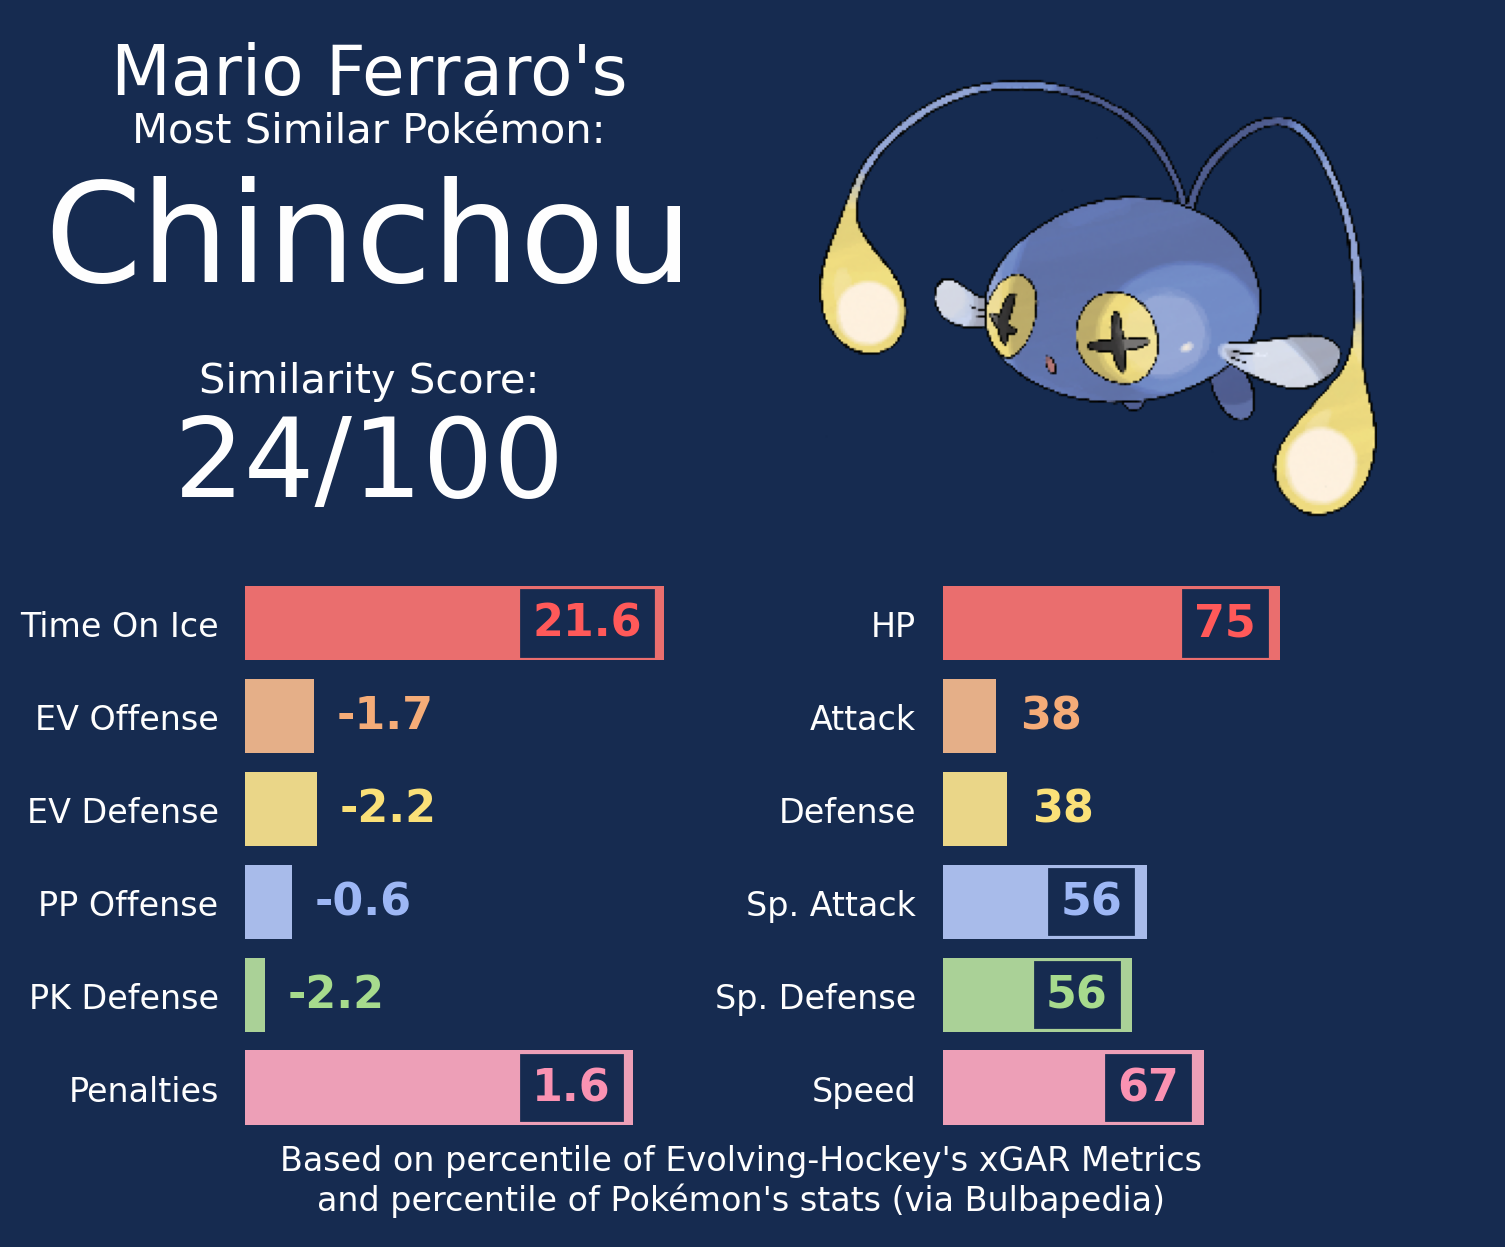 Mario Ferraro's
Most Similar Pokémon:
Chinchou
Similarity Score:
24/100
Time On Ice 21.6
EV Offense -1.7
EV Defense -2.2
PP Offense -0.6
PK Defense -2.2
Penalties 1.6
HP 75
Attack 38
Defense 38
Sp. Attack 56
Sp. Defense 56
Speed 67
Based on percentile of Evolving-Hockey's xGAR Metrics
and percentile of Pokémon's stats (via Bulbapedia)